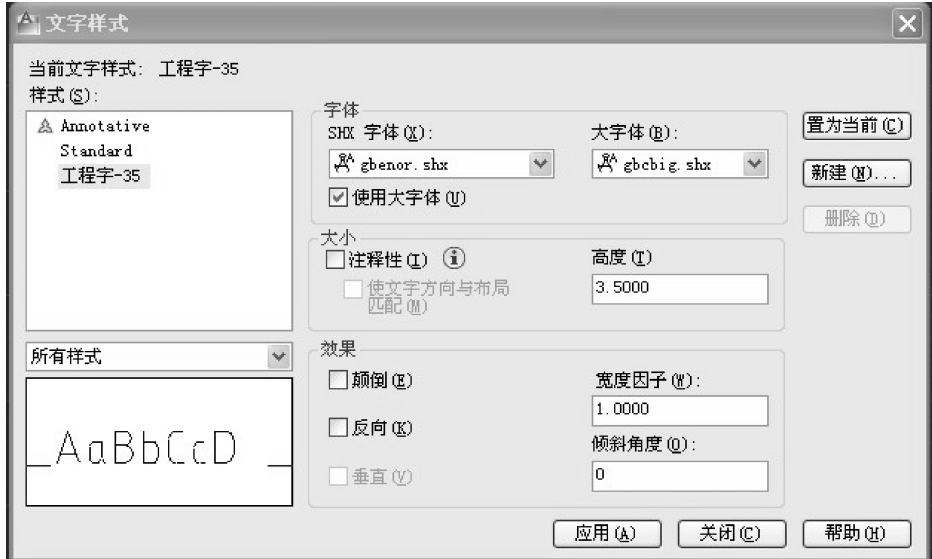 文字样式
当前文字样式: 工程字-35
样式(S):
Annotative
Standard
工程字-35
所有样式
AaBbCcD
字体
SHX 字体(X):
大字体(B):
gbenor.shx
gbcbig.shx
使用大字体(U)
大小
注释性(I)
使文字方向与布局
匹配(M)
高度(T)
3.5000
效果
颠倒(E)
反向(K)
垂直(V)
宽度因子(W):
1.0000
倾斜角度(O):
0
置为当前(C)
新建(N)...
删除(D)
应用(A)
关闭(C)
帮助(H)